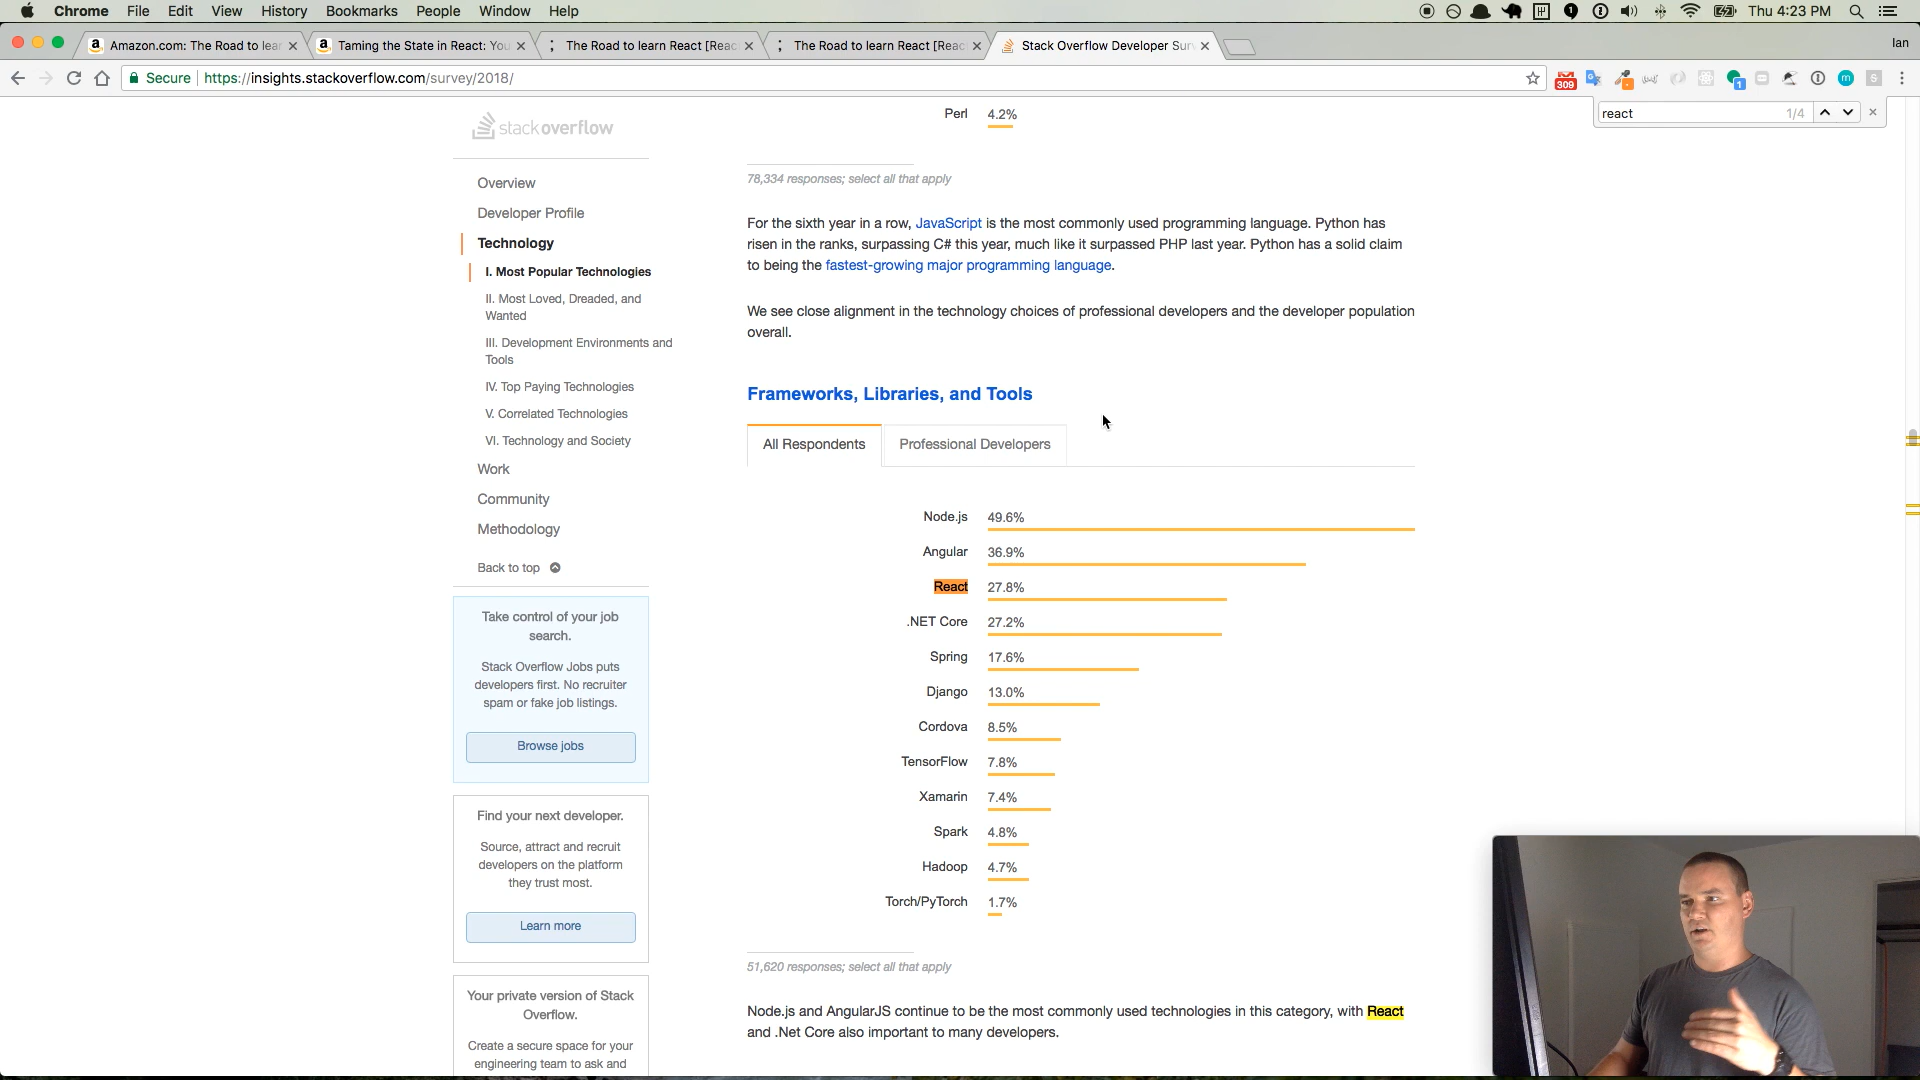 Chrome File Edit View History Bookmarks People Window Help Thu 4:23 PM
Amazon.com: The Road to lear
Taming the State in React: You
The Road to learn React [Reac
The Road to learn React [Reac
Stack Overflow Developer Sur
Ian
Secure https://insights.stackoverflow.com/survey/2018/
309
1
react 1/4
stackoverflow
Overview
Developer Profile
Technology
I. Most Popular Technologies
II. Most Loved, Dreaded, and
Wanted
III. Development Environments and
Tools
IV. Top Paying Technologies
V. Correlated Technologies
VI. Technology and Society
Work
Community
Methodology
Back to top
Take control of your job
search.
Stack Overflow Jobs puts
developers first. No recruiter
spam or fake job listings.
Browse jobs
Find your next developer.
Source, attract and recruit
developers on the platform
they trust most.
Learn more
Your private version of Stack
Overflow.
Create a secure space for your
engineering team to ask and
Perl 4.2%
78,334 responses; select all that apply
For the sixth year in a row, JavaScript is the most commonly used programming language. Python has
risen in the ranks, surpassing C# this year, much like it surpassed PHP last year. Python has a solid claim
to being the fastest-growing major programming language.
We see close alignment in the technology choices of professional developers and the developer population
overall.
Frameworks, Libraries, and Tools
All Respondents Professional Developers
Node.js 49.6%
Angular 36.9%
React 27.8%
.NET Core 27.2%
Spring 17.6%
Django 13.0%
Cordova 8.5%
TensorFlow 7.8%
Xamarin 7.4%
Spark 4.8%
Hadoop 4.7%
Torch/PyTorch 1.7%
51,620 responses; select all that apply
Node.js and AngularJS continue to be the most commonly used technologies in this category, with React
and .Net Core also important to many developers.